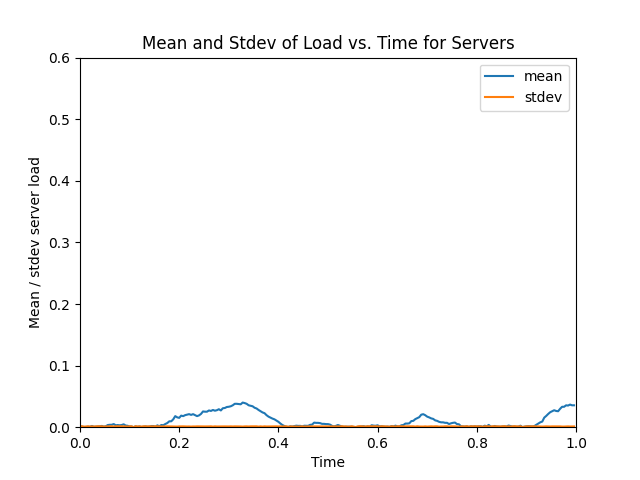 Mean and Stdev of Load vs. Time for Servers
mean
stdev
Mean / stdev server load
0.6
0.5
0.4
0.3
0.2
0.1
0.0
0.0 0.2 0.4 0.6 0.8 1.0
Time